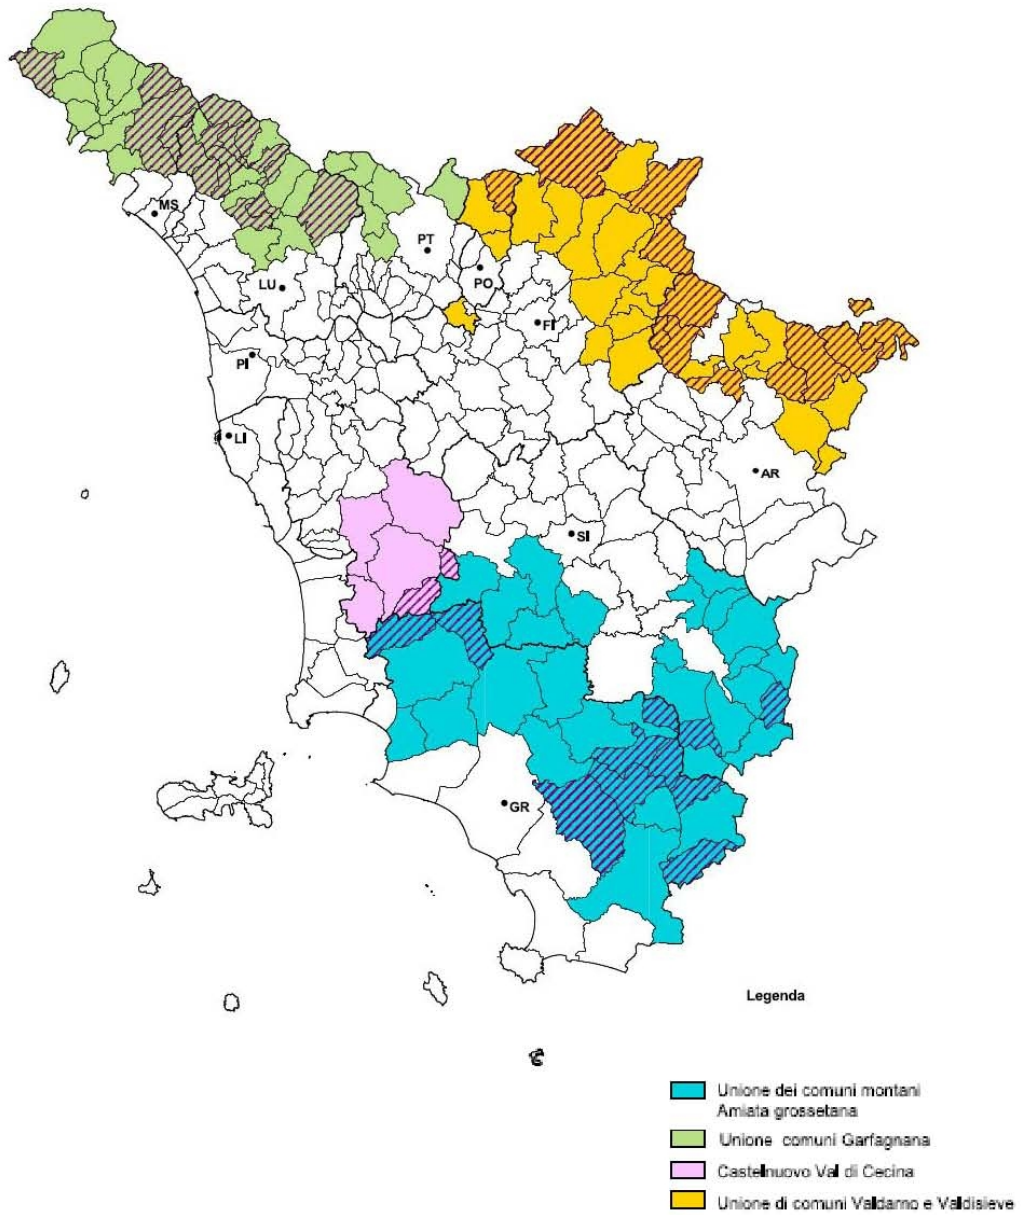 MS
PT
PO
LU
FI
PI
LI
AR
SI
GR
Legenda
Unione dei comuni montani
Amiata grossetana
Unione comuni Garfagnana
Castelnuovo Val di Cecina
Unione di comuni Valdarno e Valdisieve